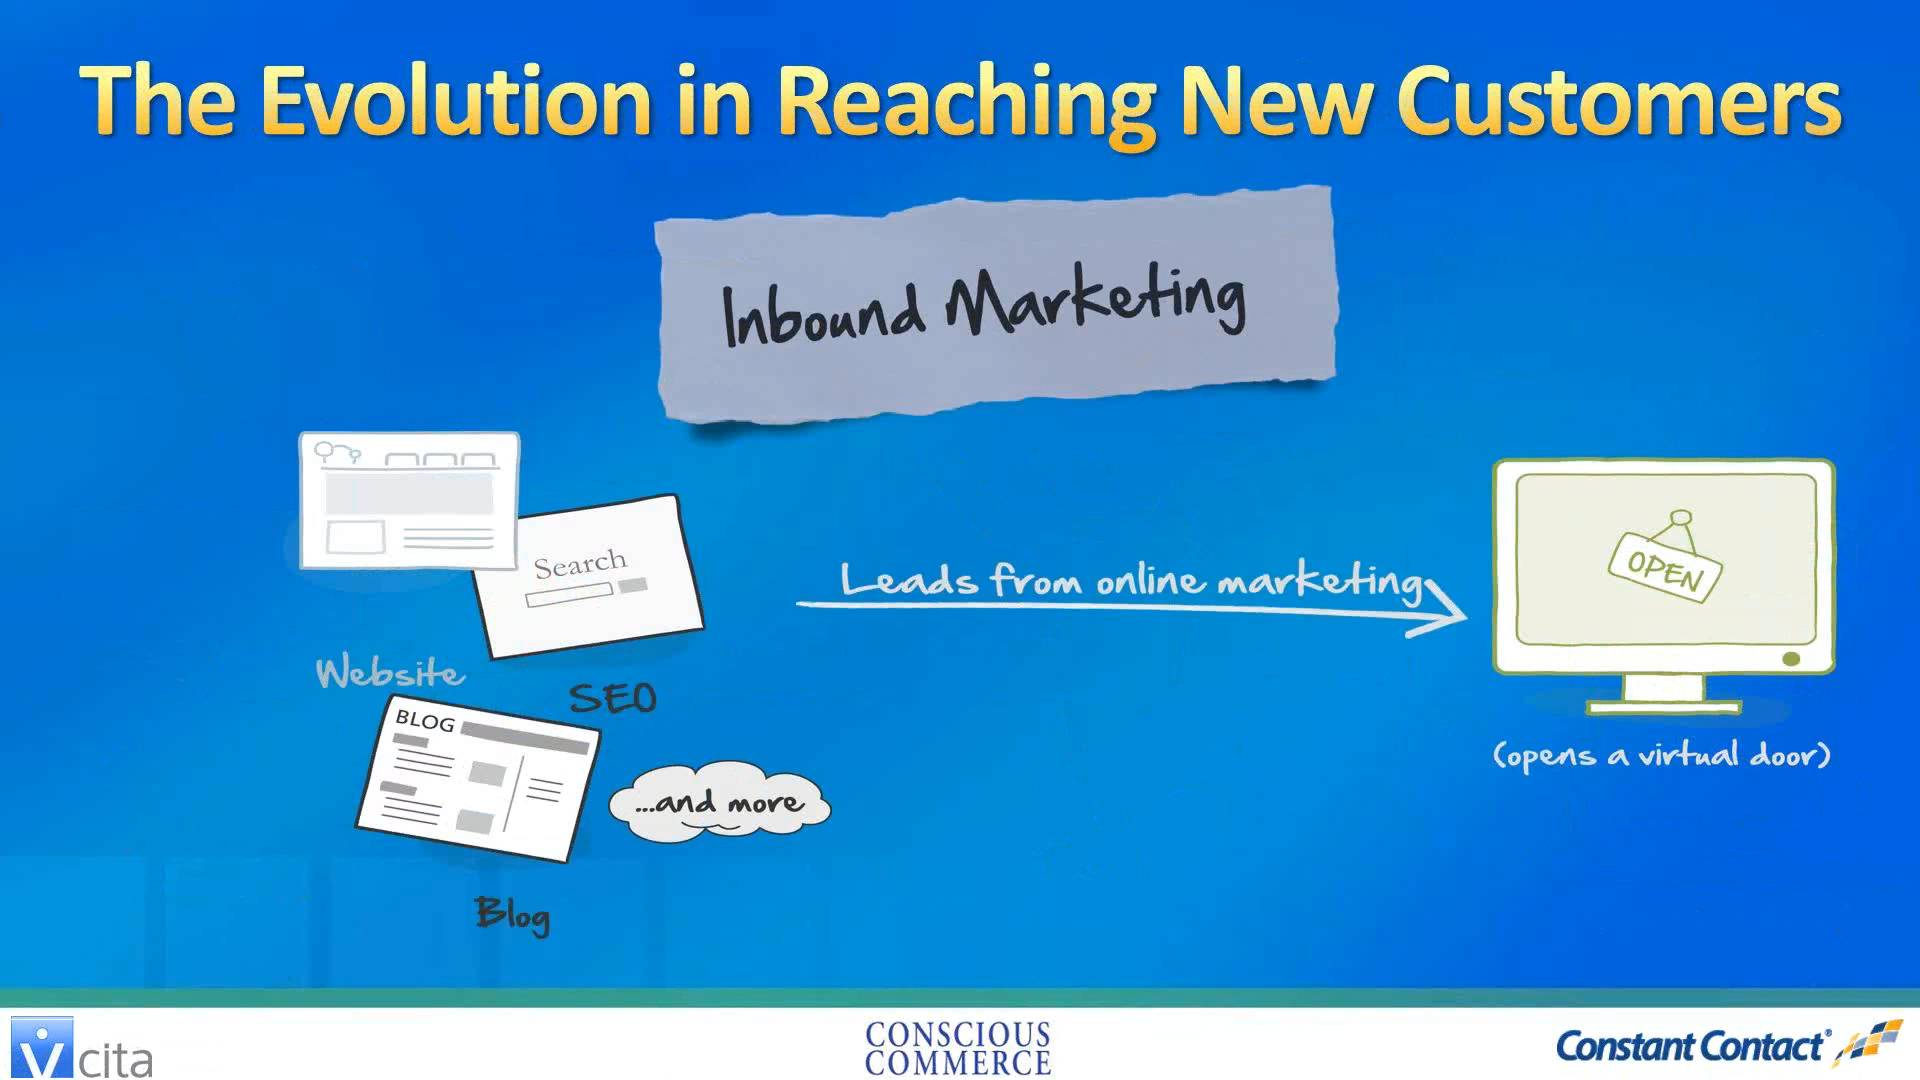 The Evolution in Reaching New Customers
Inbound Marketing
Search
Website
SEO
BLOG
...and more
Blog
Leads from online marketing
OPEN
(opens a virtual door)
vcita
CONSCIOUS
COMMERCE
Constant Contact®